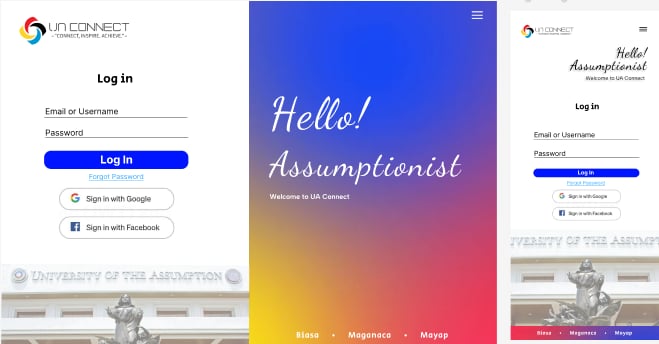 UA CONNECT
- "CONNECT, INSPIRE, ACHIEVE." -
Log in
Email or Username
Password
Log In
Forgot Password
Sign in with Google
Sign in with Facebook
UNIVERSITY OF THE ASSUMPTION
Hello!
Assumptionist
Welcome to UA Connect
Biasa • Maganaca • Mayap
UA CONNECT
Hello!
Assumptionist
Welcome to UA Connect
Log in
Email or Username
Password
Log In
Forgot Password
Sign in with Google
Sign in with Facebook
UNIVERSITY OF THE ASSUMPT
Biasa • Maganaca • Mayap